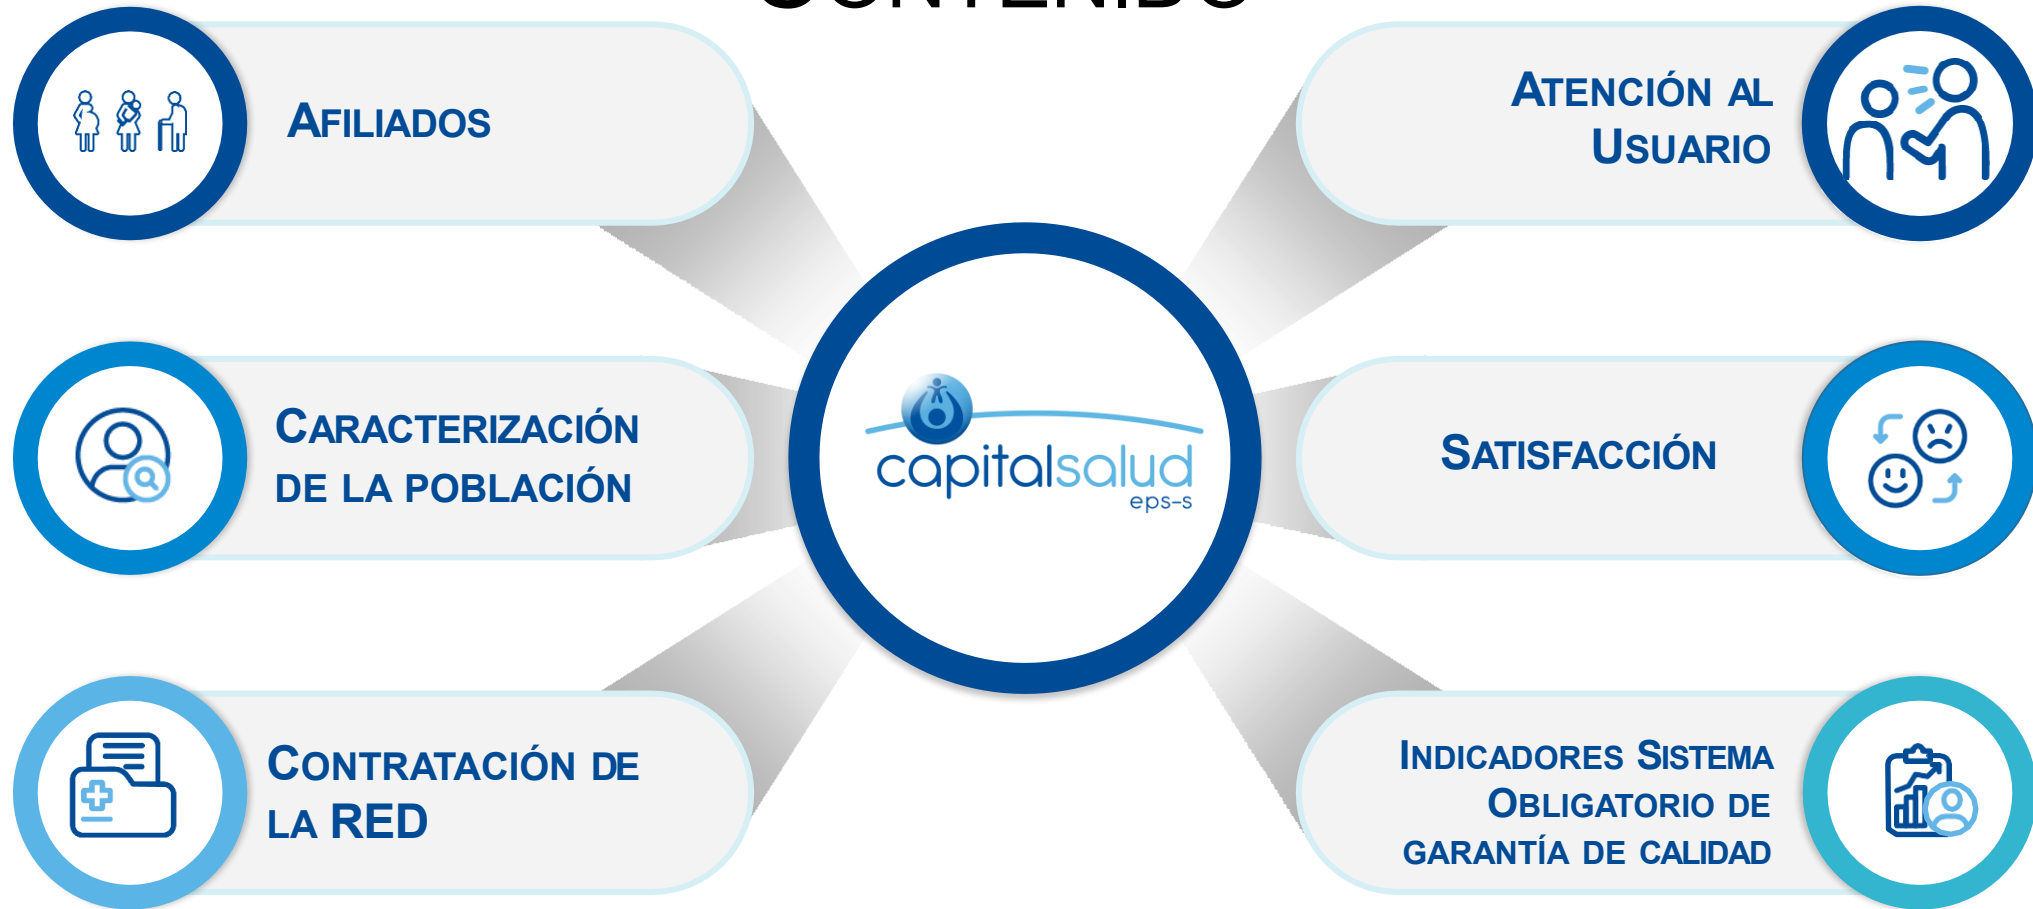 CONTENIDO
AFILIADOS
CARACTERIZACIÓN
DE LA POBLACIÓN
CONTRATACIÓN DE
LA RED
capitalsalud
eps-s
ATENCIÓN AL
USUARIO
SATISFACCIÓN
INDICADORES SISTEMA
OBLIGATORIO DE
GARANTÍA DE CALIDAD